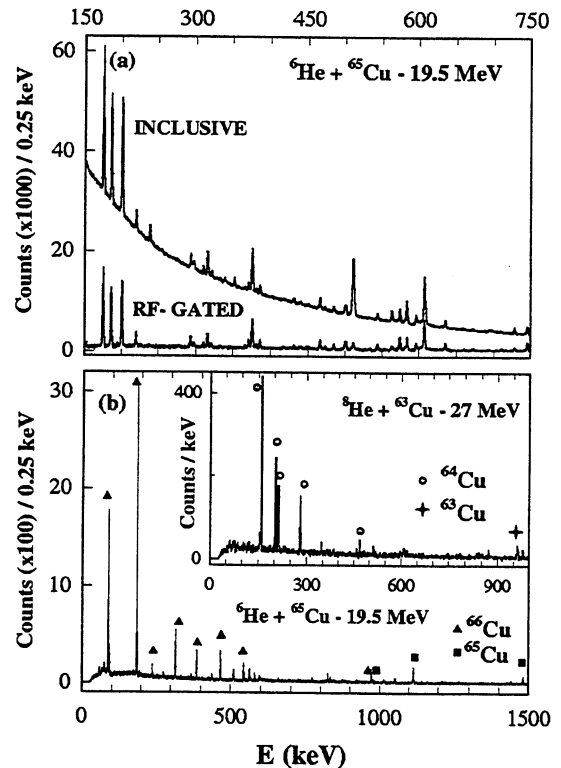 150 300 450 600 750
60
(a)
⁶He + ⁶⁵Cu - 19.5 MeV
INCLUSIVE
40
20
RF- GATED
0
Counts (x1000) / 0.25 keV
30
(b)
400
⁸He + ⁶³Cu - 27 MeV
⁶⁴Cu
⁶³Cu
Counts / keV
20
0
0 300 600 900
10
⁶He + ⁶⁵Cu - 19.5 MeV
⁶⁶Cu
⁶⁵Cu
0
Counts (x100) / 0.25 keV
0 500 1000 1500
E (keV)